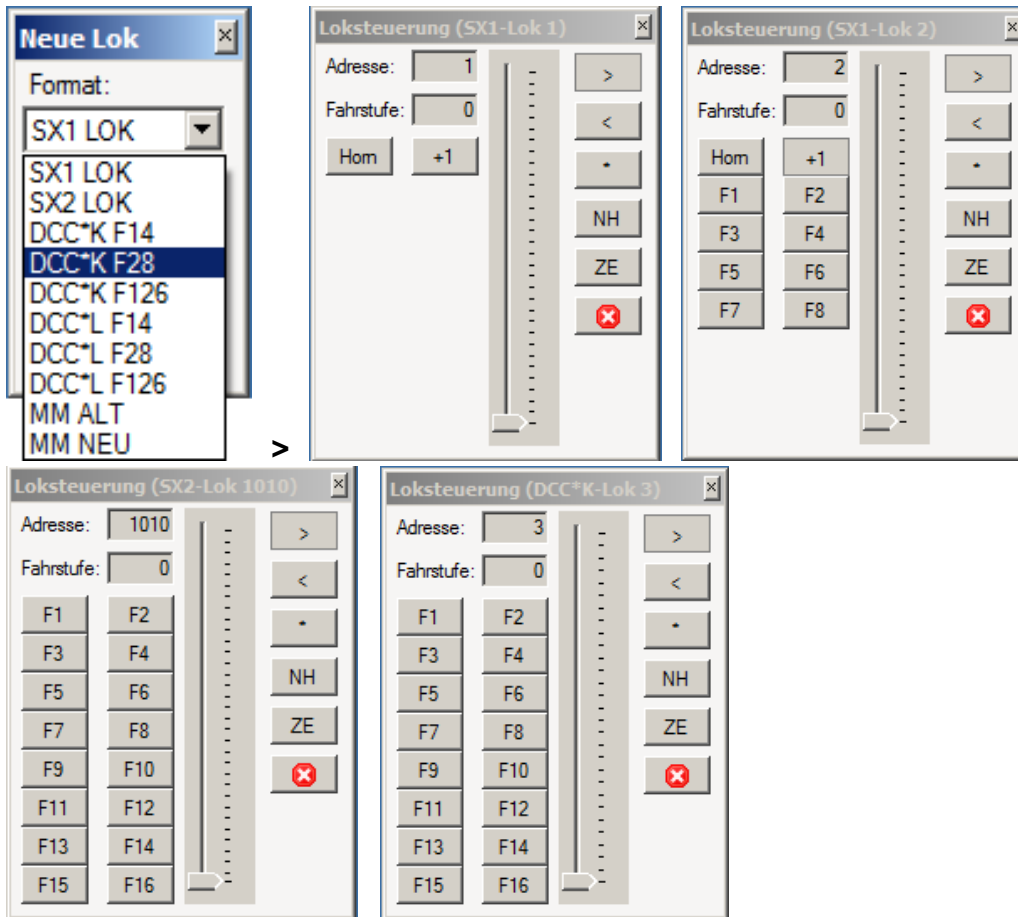 Neue Lok
Format:
SX1 LOK
SX1 LOK
SX2 LOK
DCC*K F14
DCC*K F28
DCC*K F126
DCC*L F14
DCC*L F28
DCC*L F126
MM ALT
MM NEU
>
Loksteuerung (SX1-Lok 1)
Adresse: 1
Fahrstufe: 0
Horn +1
>
<
*
NH
ZE
Loksteuerung (SX1-Lok 2)
Adresse: 2
Fahrstufe: 0
Horn +1
F1 F2
F3 F4
F5 F6
F7 F8
>
<
*
NH
ZE
Loksteuerung (SX2-Lok 1010)
Adresse: 1010
Fahrstufe: 0
F1 F2
F3 F4
F5 F6
F7 F8
F9 F10
F11 F12
F13 F14
F15 F16
>
<
*
NH
ZE
Loksteuerung (DCC*K-Lok 3)
Adresse: 3
Fahrstufe: 0
F1 F2
F3 F4
F5 F6
F7 F8
F9 F10
F11 F12
F13 F14
F15 F16
>
<
*
NH
ZE